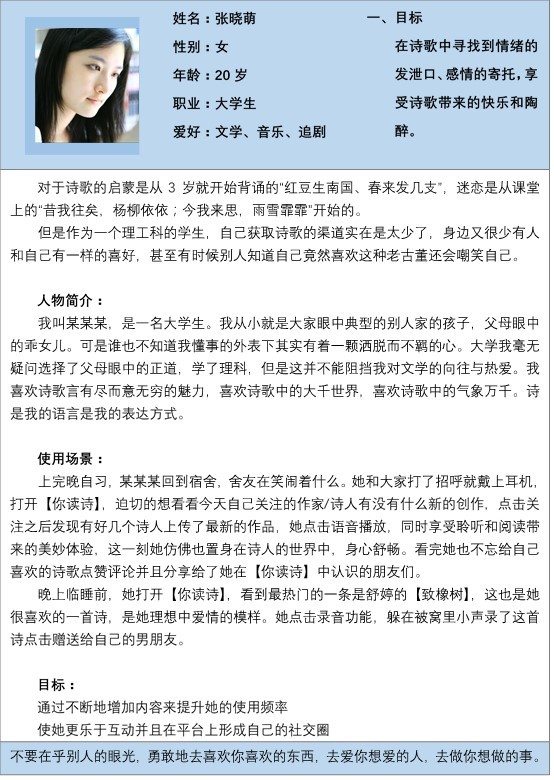 姓名：张晓萌
性别：女
年龄：20 岁
职业：大学生
爱好：文学、音乐、追剧
一、目标
在诗歌中寻找到情绪的
发泄口、感情的寄托，享
受诗歌带来的快乐和陶
醉。
对于诗歌的启蒙是从 3 岁就开始背诵的“红豆生南国、春来发几支”，迷恋是从课堂
上的“昔我往矣，杨柳依依；今我来思，雨雪霏霏”开始的。
但是作为一个理工科的学生，自己获取诗歌的渠道实在是太少了，身边又很少有人
和自己有一样的喜好，甚至有时候别人知道自己竟然喜欢这种老古董还会嘲笑自己。
人物简介：
我叫某某某，是一名大学生。我从小就是大家眼中典型的别人家的孩子，父母眼中
的乖女儿。可是谁也不知道我懂事的外表下其实有着一颗洒脱而不羁的心。大学我毫无
疑问选择了父母眼中的正道，学了理科，但是这并不能阻挡我对文学的向往与热爱。我
喜欢诗歌言有尽而意无穷的魅力，喜欢诗歌中的大千世界，喜欢诗歌中的气象万千。诗
是我的语言是我的表达方式。
使用场景：
上完晚自习，某某某回到宿舍，舍友在笑闹着什么。她和大家打了招呼就戴上耳机，
打开【你读诗】，迫切的想看看今天自己关注的作家/诗人有没有什么新的创作，点击关
注之后发现有好几个诗人上传了最新的作品，她点击语音播放，同时享受聆听和阅读带
来的美妙体验，这一刻她仿佛也置身在诗人的世界中，身心舒畅。看完她也不忘给自己
喜欢的诗歌点赞评论并且分享给了她在【你读诗】中认识的朋友们。
晚上临睡前，她打开【你读诗】，看到最热门的一条是舒婷的【致橡树】，这也是她
很喜欢的一首诗，是她理想中爱情的模样。她点击录音功能，躲在被窝里小声录了这首
诗点击赠送给自己的男朋友。
目标：
通过不断地增加内容来提升她的使用频率
使她更乐于互动并且在平台上形成自己的社交圈
不要在乎别人的眼光，勇敢地去喜欢你喜欢的东西，去爱你想爱的人，去做你想做的事。